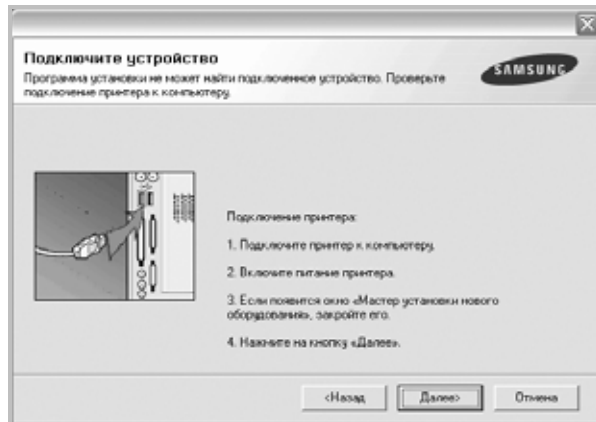 Подключите устройство
Программа установки не может найти подключенное устройство. Проверьте
подключение принтера к компьютеру.
SAMSUNG
Подключение принтера:
1. Подключите принтер к компьютеру.
2. Включите питание принтера.
3. Если появится окно «Мастер установки нового
оборудования», закройте его.
4. Нажмите на кнопку «Далее».
<Назад
Далее>
Отмена